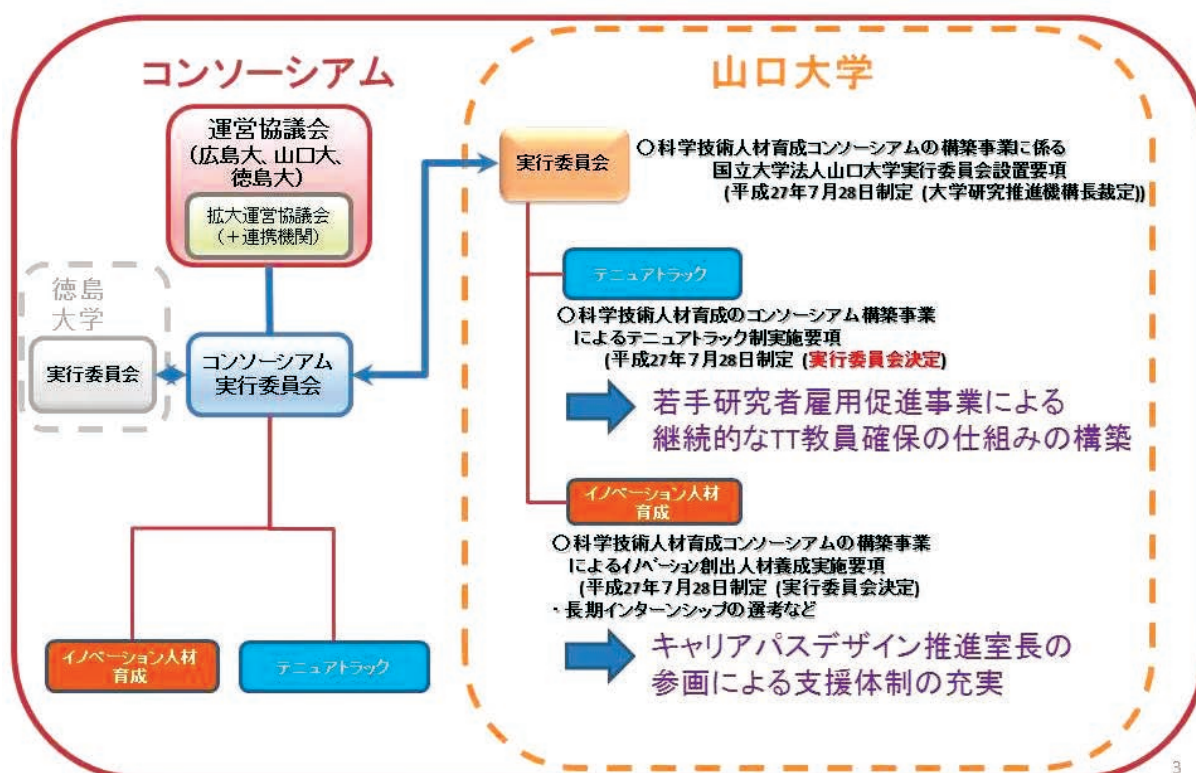 コンソーシアム
運営協議会
(広島大、山口大、
徳島大)
拡大運営協議会
(+連携機関)
徳島
大学
実行委員会
コンソーシアム
実行委員会
イノベーション人材
育成
テニュアトラック
山口大学
実行委員会
○科学技術人材育成コンソーシアムの構築事業に係る
国立大学法人山口大学実行委員会設置要項
(平成27年7月28日制定 (大学研究推進機構長裁定))
テニュアトラック
○科学技術人材育成のコンソーシアム構築事業
によるテニュアトラック制実施要項
(平成27年7月28日制定 (実行委員会決定)
若手研究者雇用促進事業による
継続的なTT教員確保の仕組みの構築
イノベーション人材
育成
○科学技術人材育成コンソーシアムの構築事業
によるイノベーション創出人材養成実施要項
(平成27年7月28日制定 (実行委員会決定)
・長期インターンシップの選考など
キャリアパスデザイン推進室長の
参画による支援体制の充実
3